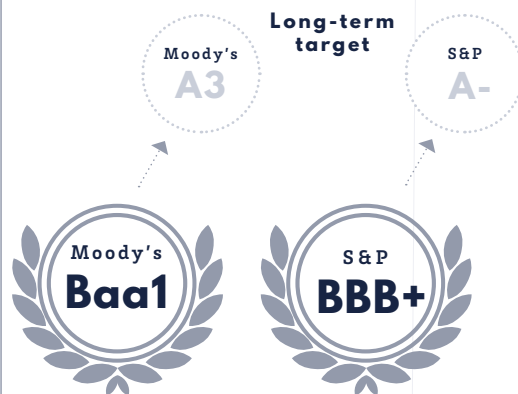 Long-term
target
Moody's
A3
S&P
A-
Moody's
Baa1
S&P
BBB+